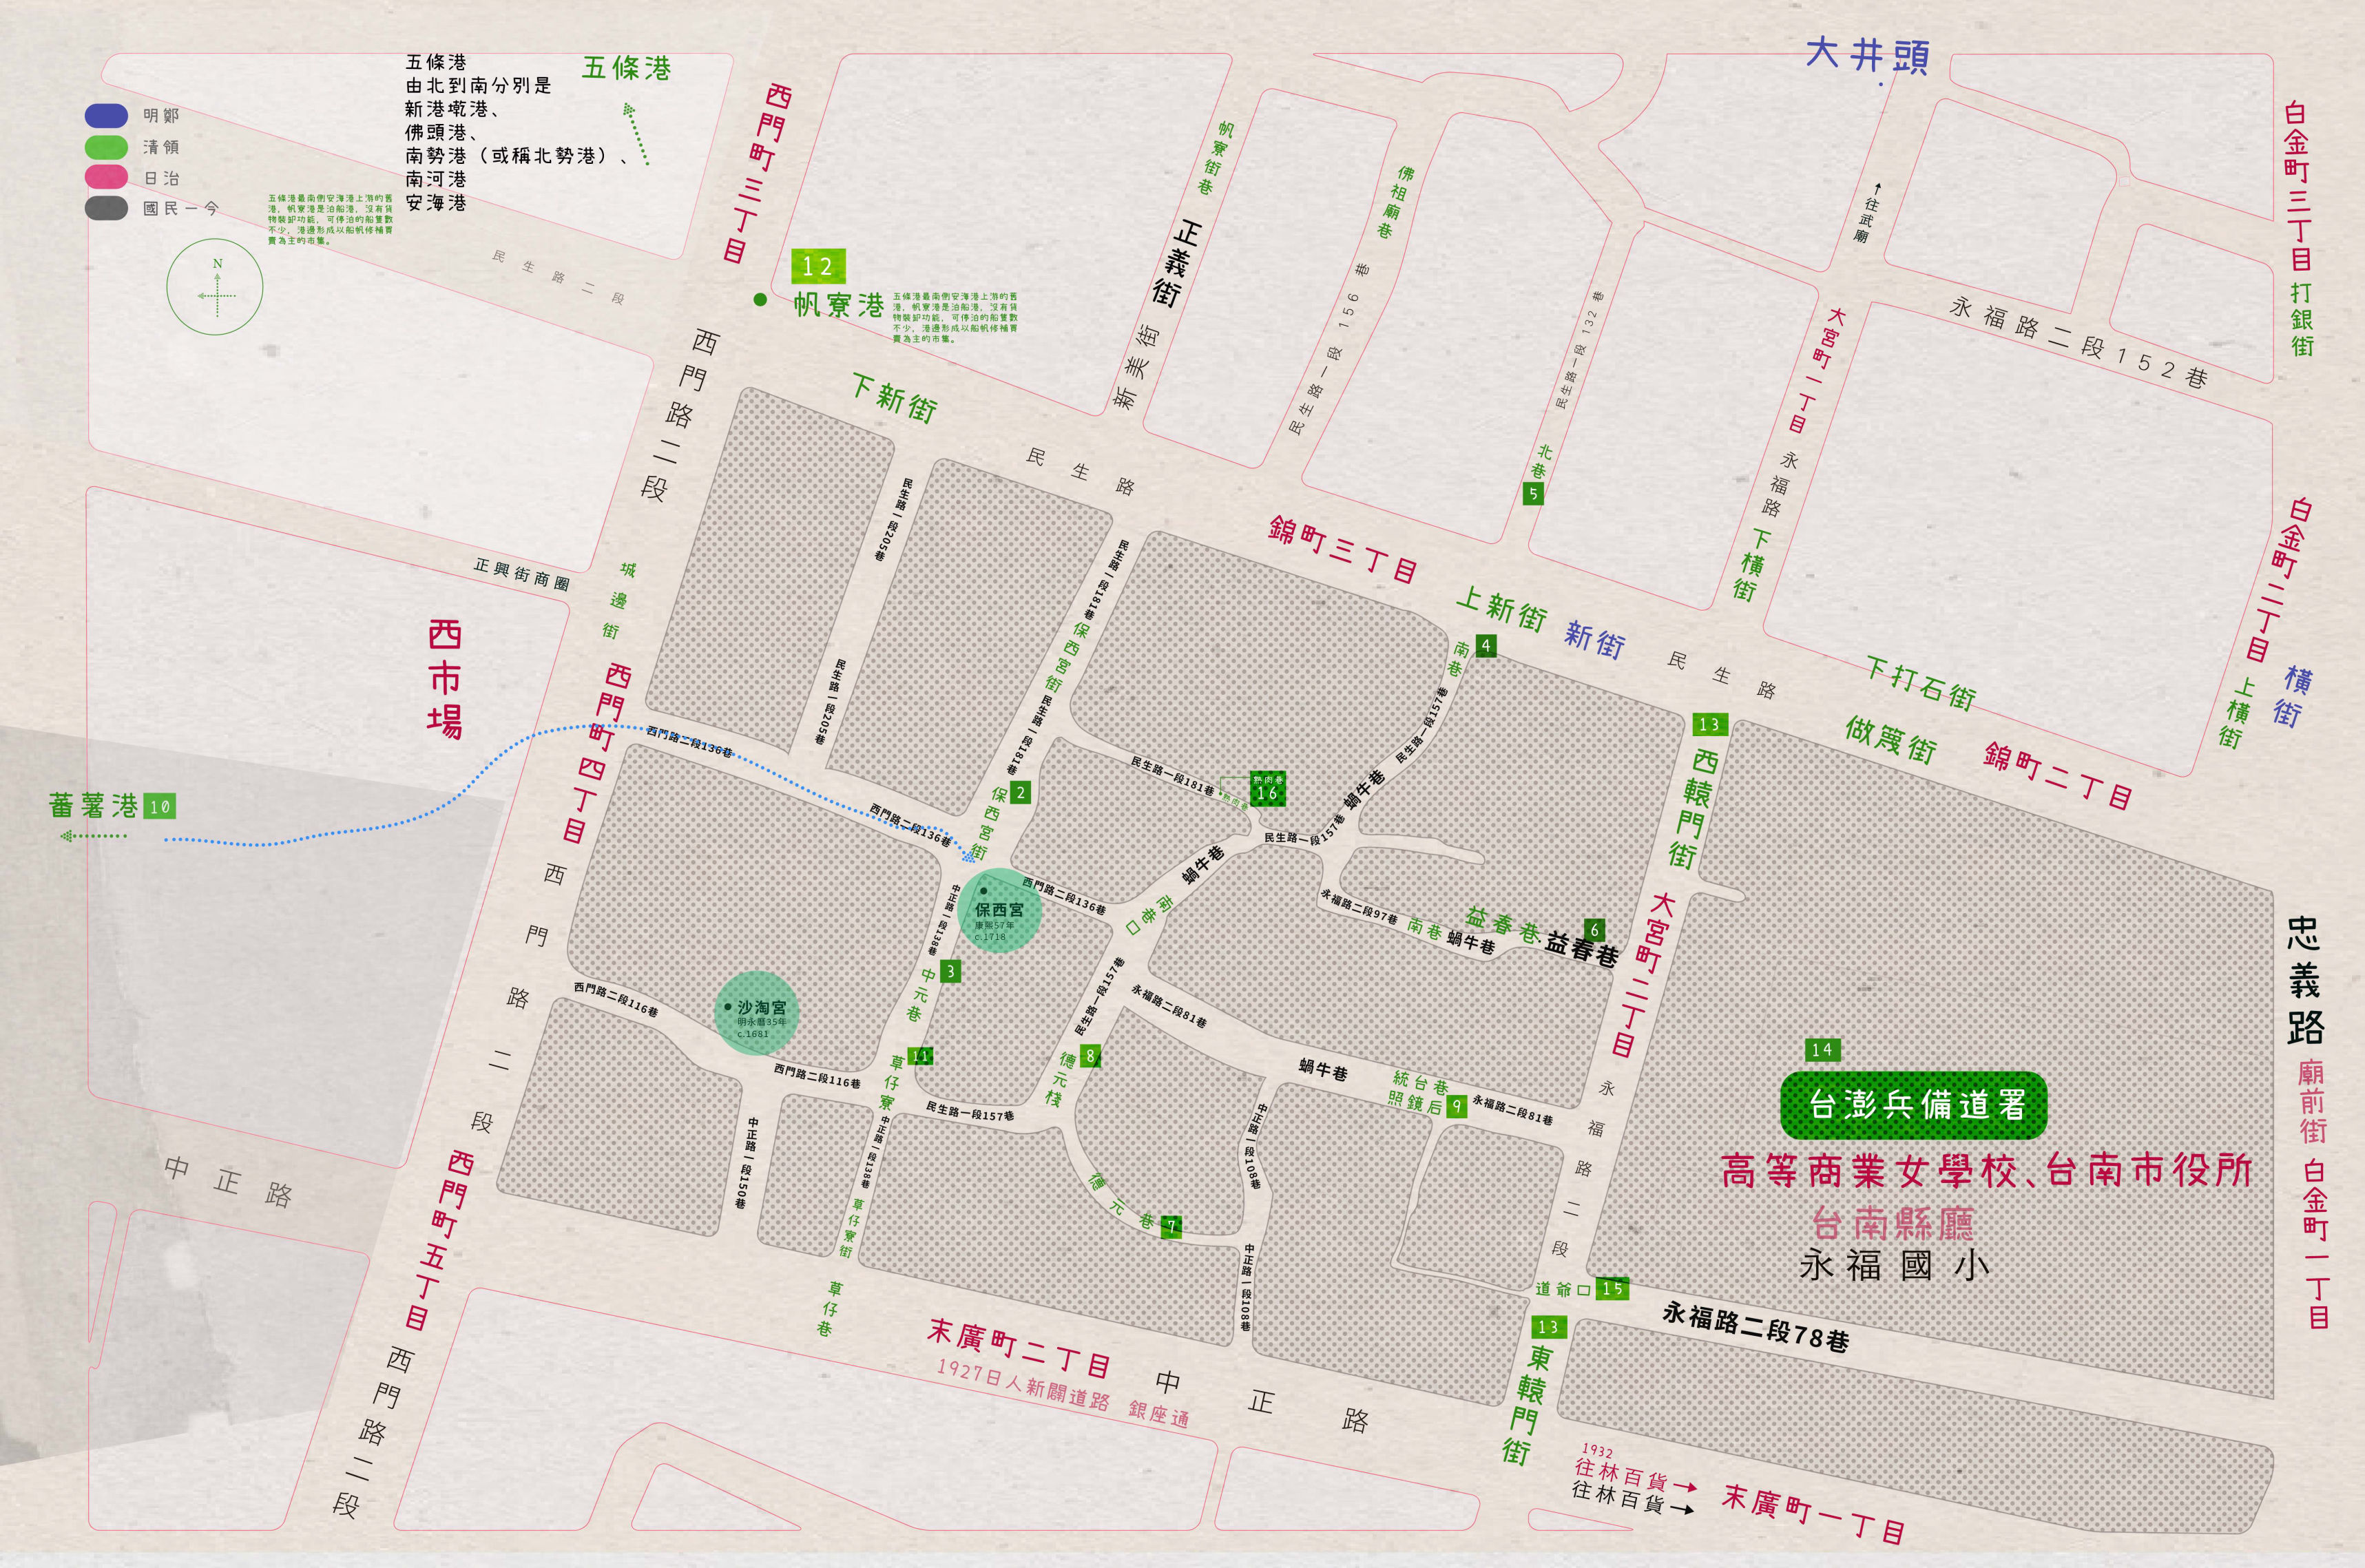 五條港
由北到南分別是
新港墘港、
佛頭港、
南勢港（或稱北勢港）、
南河港
安海港
五條港
明鄭
清領
日治
國民一今
五條港最南側安海港上游的舊
港，帆寮港是泊船港，沒有貨
物裝卸功能，可停泊的船隻數
不少，港邊形成以船帆修補買
賣為主的市集。
N
西門町三丁目
民生路二段
12
帆寮港
五條港最南側安海港上游的舊
港，帆寮港是泊船港，沒有貨
物裝卸功能，可停泊的船隻數
不少，港邊形成以船帆修補買
賣為主的市集。
帆寮街巷
正義街
新美街
佛祖廟巷
民生路一段 156 巷
民生路一段 132 巷
北巷
5
大井頭
↑往武廟
大宮町一丁目
永福路
下橫街
白金町三丁目
打銀街
永福路二段152巷
白金町二丁目
橫街
上橫街
西門路二段
下新街
民生路
錦町三丁目
上新街
新街
民生路
下打石街
做篾街
錦町二丁目
正興街商圈
城邊街
西市場
西門町四丁目
蕃薯港
10
民生路一段205巷
民生路一段205巷
民生路一段181巷
保西宮街
民生路一段181巷
2
保西宮街
西門路二段136巷
西門路二段136巷
西門路二段136巷
民生路一段181巷
熱肉巷
熱肉巷
16
南巷
4
民生路一段157巷
蝸牛巷
民生路一段157巷
蝸牛巷
南巷口
13
西轅門街
大宮町二丁目
永福路二段97巷
南巷
蝸牛巷
益春巷
6
益春巷
保西宮
康熙57年
c.1718
沙淘宮
明永曆35年
c.1681
中正路一段138巷
3
中元巷
民生路一段157巷
永福路二段81巷
西門路二段
西門路二段116巷
西門路二段116巷
11
草仔寮
8
德元棧
蝸牛巷
統台巷
照鏡后
9
永福路二段81巷
民生路一段157巷
中正路一段150巷
中正路一段138巷
草仔寮街
草仔巷
德元巷
7
中正路一段108巷
中正路一段108巷
永福路二段
14
台澎兵備道署
高等商業女學校、台南市役所
台南縣廳
永福國小
忠義路
廟前街
白金町一丁目
道爺口
15
永福路二段78巷
13
東轅門街
中正路
西門町五丁目
西門路二段
末廣町二丁目
1927日人新闢道路 銀座通
中正路
1932
往林百貨→
往林百貨→
末廣町一丁目